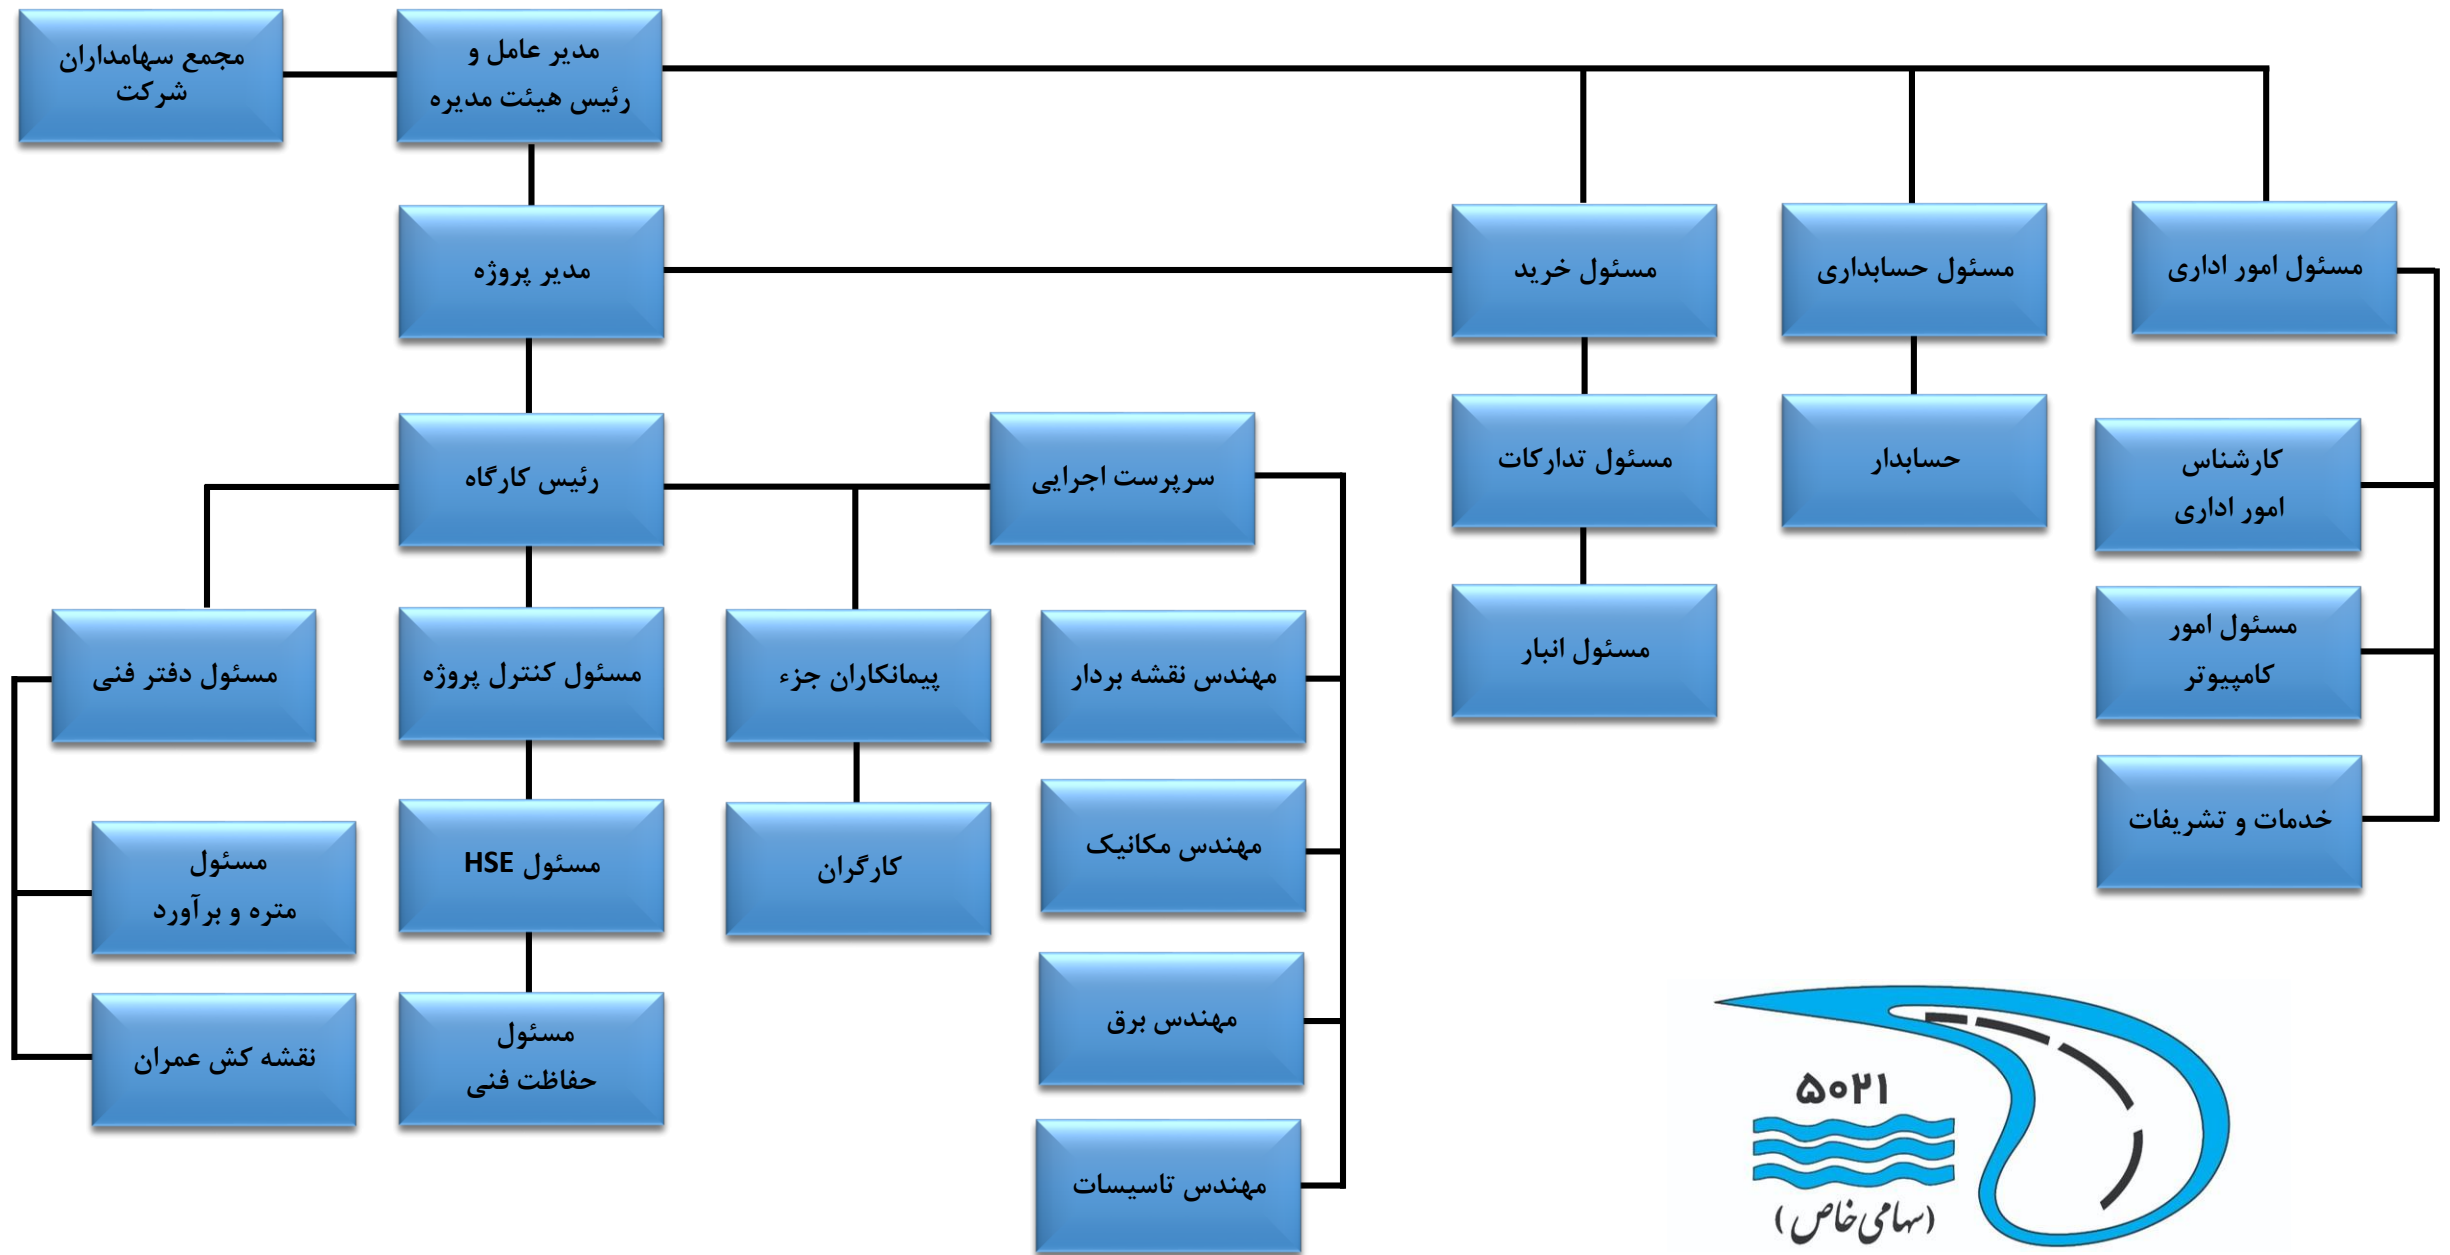 مدیر عامل و
رئیس هیئت مدیره
مجمع سهامداران
شرکت
مسئول امور اداری
مسئول حسابداری
مسئول خرید
مدیر پروژه
کارشناس
امور اداری
حسابدار
مسئول تدارکات
سرپرست اجرایی
رئیس کارگاه
مسئول امور
کامپیوتر
مسئول انبار
مهندس نقشه بردار
پیمانکاران جزء
مسئول کنترل پروژه
مسئول دفتر فنی
خدمات و تشریفات
مهندس مکانیک
کارگران
مسئول HSE
مسئول
متره و برآورد
مهندس برق
مسئول
حفاظت فنی
نقشه کش عمران
مهندس تاسیسات
۵۰۲۱
(سهامی خاص)